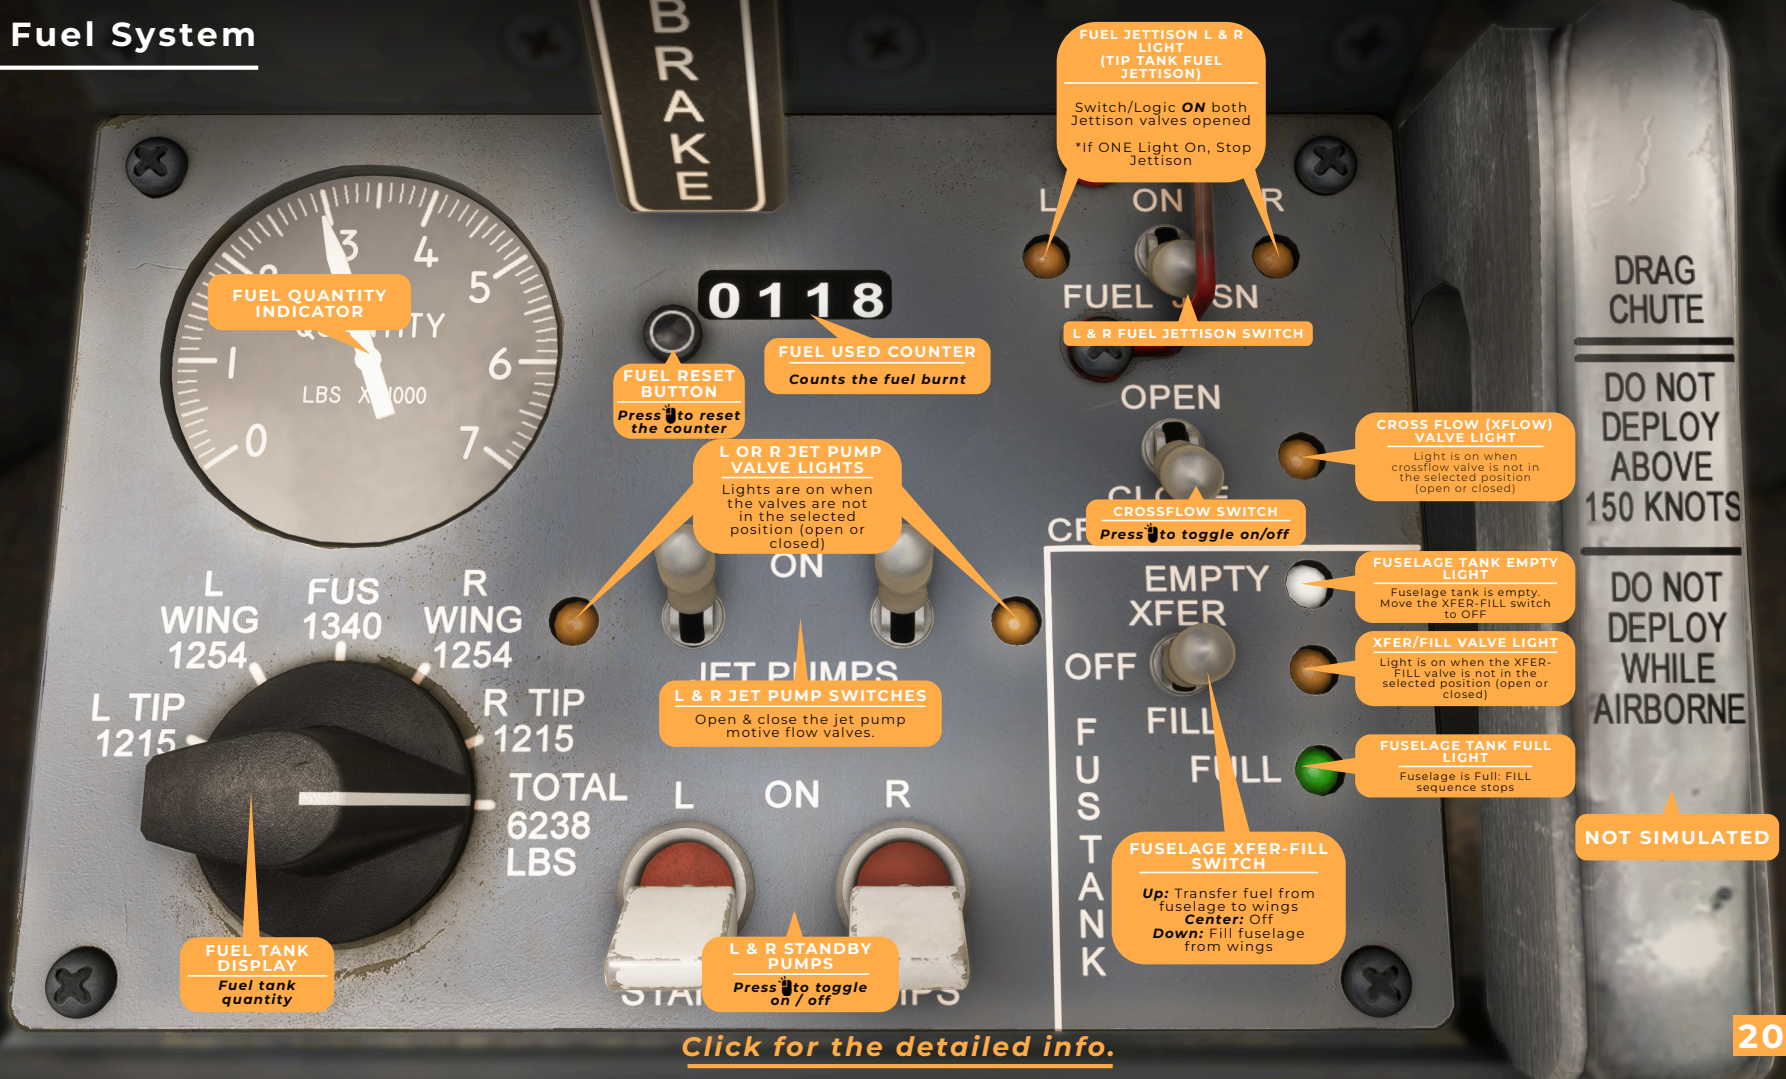 Fuel System
BRAKE
FUEL JETTISON L & R
LIGHT
(TIP TANK FUEL
JETTISON)
Switch/Logic ON both
Jettison valves opened
*If ONE Light On, Stop
Jettison
L ON R
3
4
5
6
7
1
0
LBS
FUEL QUANTITY
INDICATOR
0118
FUEL USED COUNTER
Counts the fuel burnt
FUEL RESET
BUTTON
Press to reset
the counter
FUEL
L & R FUEL JETTISON SWITCH
OPEN
CROSS FLOW (XFLOW)
VALVE LIGHT
Light is on when
crossflow valve is not in
the selected position
(open or closed)
CROSSFLOW SWITCH
Press to toggle on/off
L OR R JET PUMP
VALVE LIGHTS
Lights are on when
the valves are not
in the selected
position (open or
closed)
ON
JET PUMPS
L & R JET PUMP SWITCHES
Open & close the jet pump
motive flow valves.
L
WING
1254
FUS
1340
R
WING
1254
L TIP
1215
R TIP
1215
TOTAL
6238
LBS
FUEL TANK
DISPLAY
Fuel tank
quantity
L ON R
L & R STANDBY
PUMPS
Press to toggle
on / off
EMPTY
XFER
OFF
FILL
FULL
FUS TANK
FUSELAGE TANK EMPTY
LIGHT
Fuselage tank is empty.
Move the XFER-FILL switch
to OFF
XFER/FILL VALVE LIGHT
Light is on when the XFER-
FILL valve is not in the
selected position (open or
closed)
FUSELAGE TANK FULL
LIGHT
Fuselage is Full: FILL
sequence stops
FUSELAGE XFER-FILL
SWITCH
Up: Transfer fuel from
fuselage to wings
Center: Off
Down: Fill fuselage
from wings
DRAG
CHUTE
DO NOT
DEPLOY
ABOVE
150 KNOTS
DO NOT
DEPLOY
WHILE
AIRBORNE
NOT SIMULATED
Click for the detailed info.
20